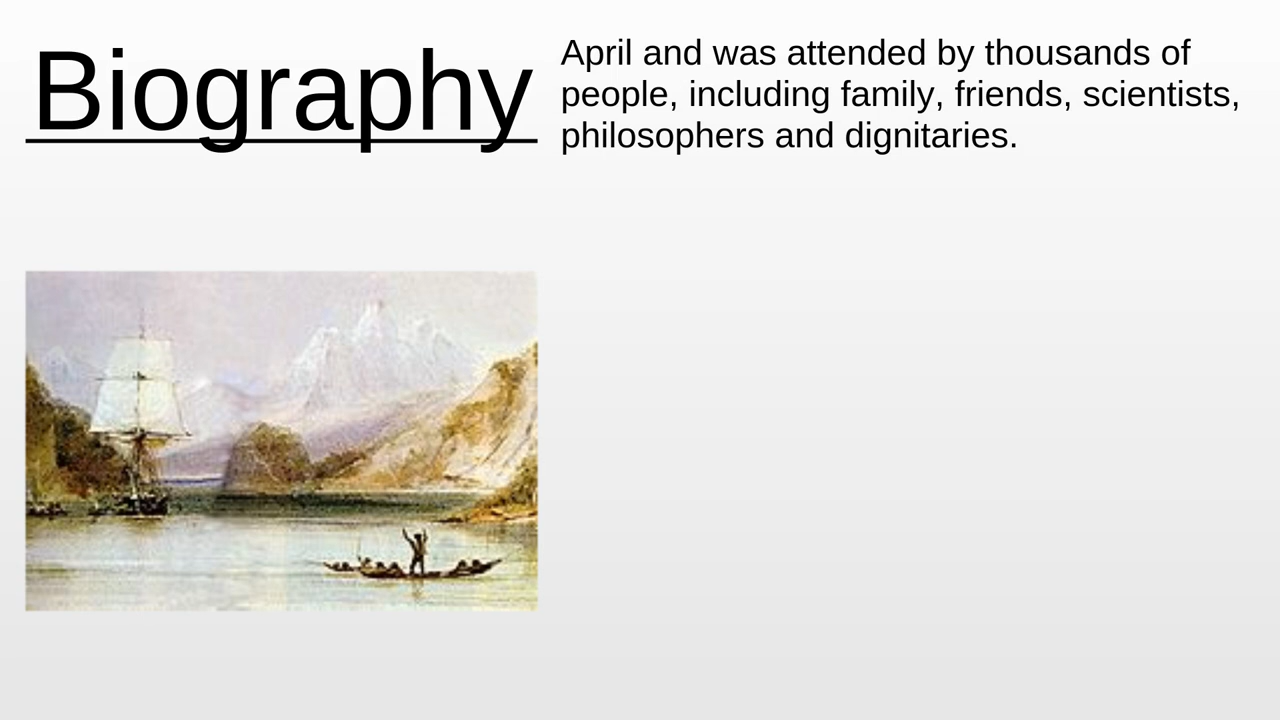 Biography
April and was attended by thousands of
people, including family, friends, scientists,
philosophers and dignitaries.